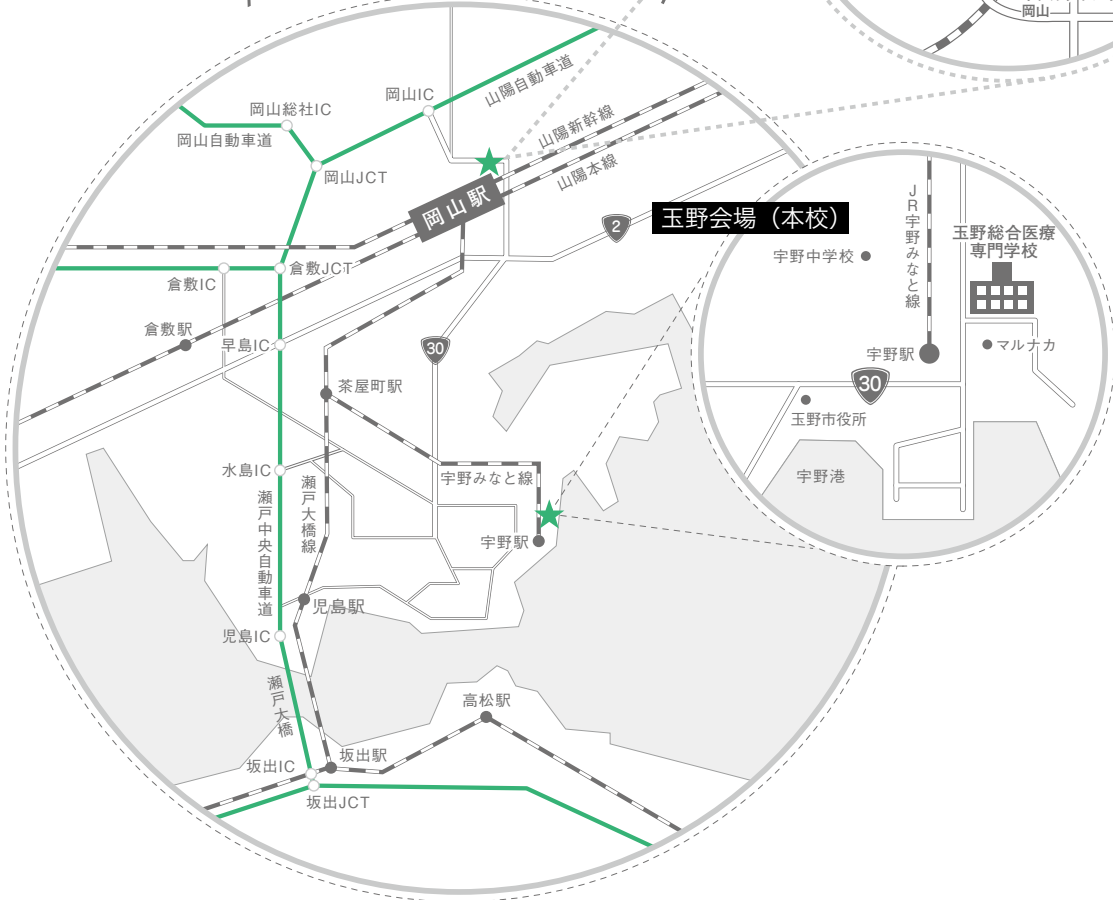 岡山
山陽自動車道
岡山IC
岡山総社IC
岡山自動車道
山陽新幹線
岡山JCT
山陽本線
岡山駅
2
倉敷JCT
倉敷IC
倉敷駅
早島IC
30
茶屋町駅
水島IC
宇野みなと線
瀬戸大橋線
瀬戸中央自動車道
宇野駅
児島駅
児島IC
瀬戸大橋
高松駅
坂出駅
坂出IC
坂出JCT
玉野会場（本校）
JR宇野みなと線
玉野総合医療
専門学校
宇野中学校
宇野駅
マルナカ
30
玉野市役所
宇野港